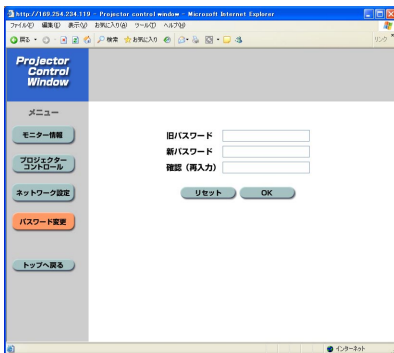 http://169.254.234.119 - Projector control window - Microsoft Internet Explorer
ファイル(F) 編集(E) 表示(V) お気に入り(A) ツール(T) ヘルプ(H)
戻る 検索 お気に入り リンク
Projector
Control
Window
メニュー
モニター情報
プロジェクター
コントロール
ネットワーク設定
パスワード変更
トップへ戻る
旧パスワード
新パスワード
確認（再入力）
リセット OK
インターネット